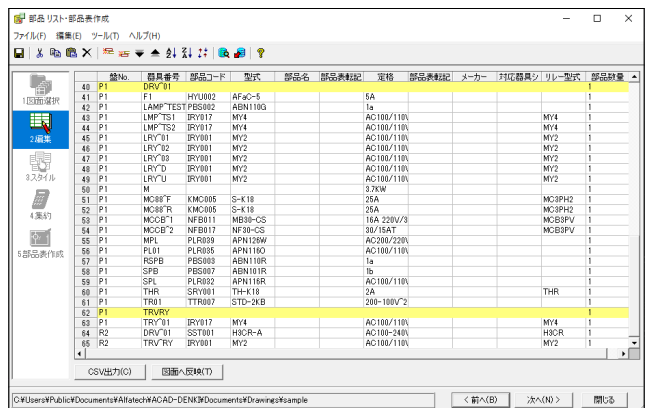 部品 リスト・部品表作成
ファイル(F) 編集(E) ツール(T) ヘルプ(H)
1.図面選択
2.編集
3.スタイル
4.集約
5.部品表作成
盤No. 器具番号 部品コード 型式 部品名 部品表転記 定格 部品表転記 メーカー 対応器具シ リレー型式 部品数量
40 P1 DRV~01 1
41 P1 F1 HYU002 AFaC-5 5A 1
42 P1 LAMP~TEST PBS002 ABN110G 1a 1
43 P1 LMP~TS1 IRY017 MY4 AC100/110\ MY4 1
44 P1 LMP~TS2 IRY017 MY4 AC100/110\ MY4 1
45 P1 LRY~01 IRY001 MY2 AC100/110\ MY2 1
46 P1 LRY~02 IRY001 MY2 AC100/110\ MY2 1
47 P1 LRY~03 IRY001 MY2 AC100/110\ MY2 1
48 P1 LRY~D IRY001 MY2 AC100/110\ MY2 1
49 P1 LRY~U IRY001 MY2 AC100/110\ MY2 1
50 P1 M 3.7KW 1
51 P1 MC88~F KMC005 S-K18 25A MC3PH2 1
52 P1 MC88~R KMC005 S-K18 25A MC3PH2 1
53 P1 MCCB~1 NFB011 MB30-CS 16A 220V/3 MCB3PV 1
54 P1 MCCB~2 NFB017 NF30-CS 30/15AT MCB3PV 1
55 P1 MPL PLR039 APN126W AC200/220\ 1
56 P1 PL01 PLR035 APN116O AC100/110\ 1
57 P1 RSPB PBS003 ABN110R 1a 1
58 P1 SPB PBS007 ABN101R 1b 1
59 P1 SPL PLR032 APN116R AC100/110\ 1
60 P1 THR SRY001 TH-K18 2A THR 1
61 P1 TR01 TTR007 STD-2KB 200-100V~2 1
62 P1 TRVRY 1
63 P1 TRY~01 IRY017 MY4 AC100/110\ MY4 1
64 R2 DRV~01 SST001 H3CR-A AC100-240\ H3CR 1
65 R2 TRV~RY IRY001 MY2 AC100/110\ MY2 1
CSV出力(C) 図面へ反映(T)
C:¥Users¥Public¥Documents¥Alfatech¥ACAD-DENKI¥Documents¥Drawings¥sample
< 前へ(B) 次へ(N) > 閉じる